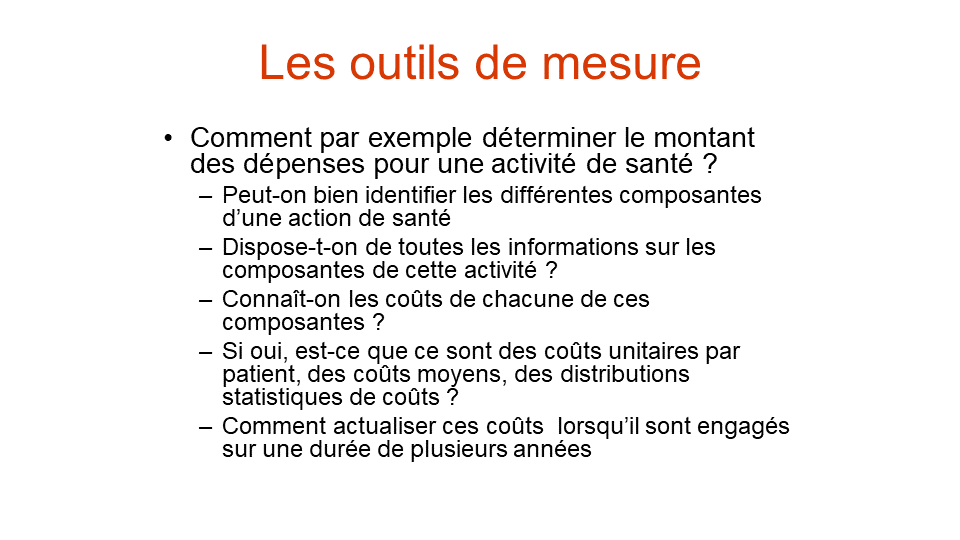 Les outils de mesure
• Comment par exemple déterminer le montant
des dépenses pour une activité de santé ?
– Peut-on bien identifier les différentes composantes
d’une action de santé
– Dispose-t-on de toutes les informations sur les
composantes de cette activité ?
– Connaît-on les coûts de chacune de ces
composantes ?
– Si oui, est-ce que ce sont des coûts unitaires par
patient, des coûts moyens, des distributions
statistiques de coûts ?
– Comment actualiser ces coûts  lorsqu’il sont engagés
sur une durée de plusieurs années